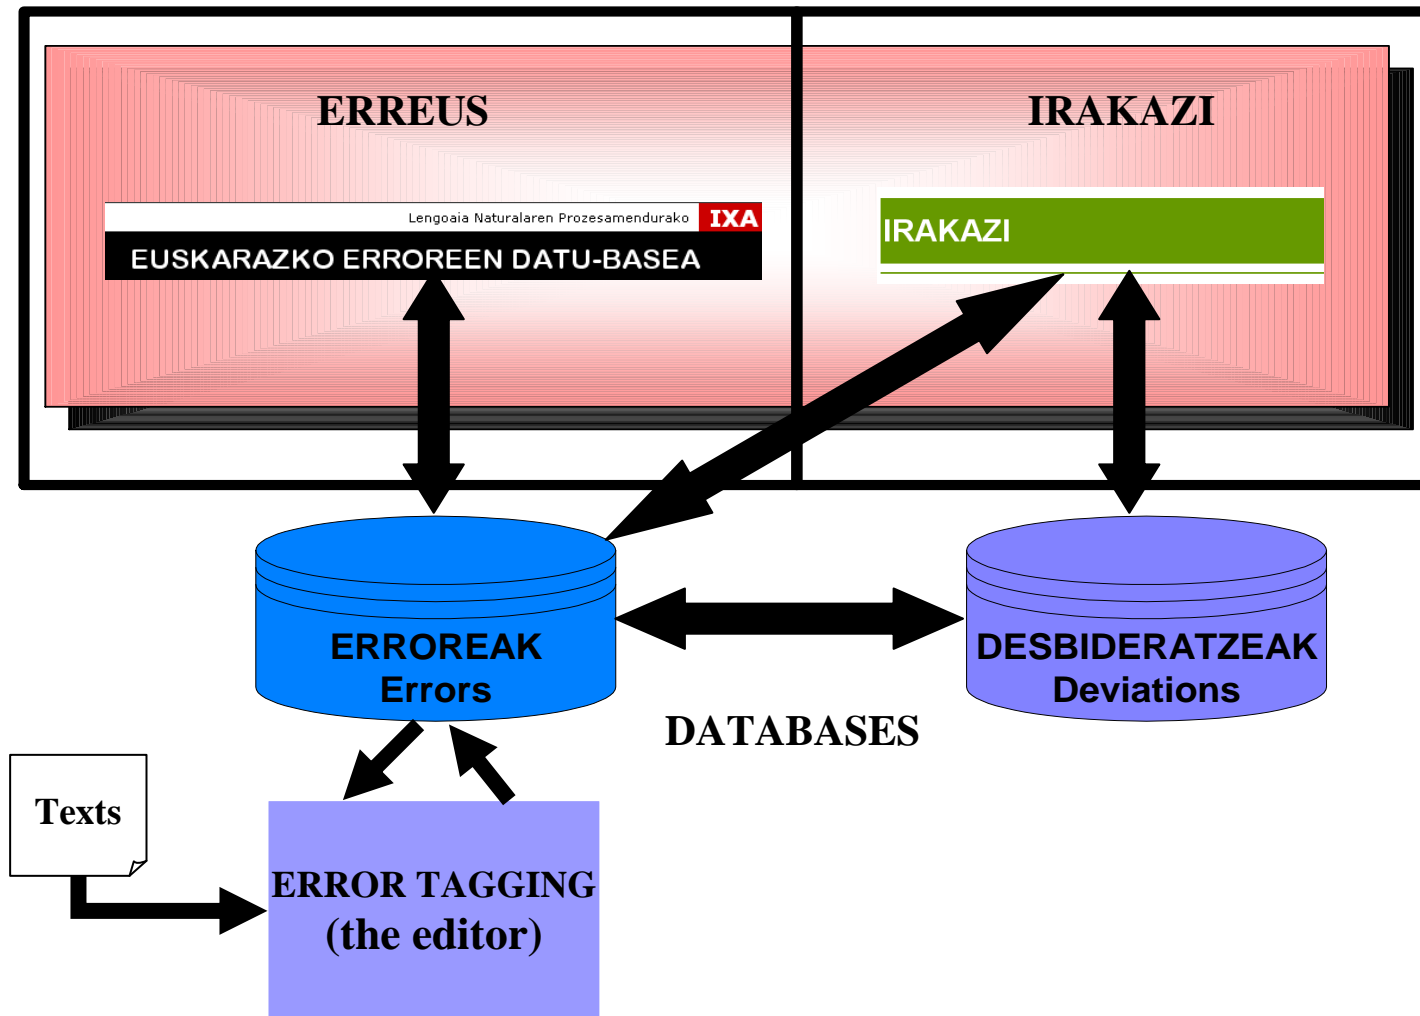 ERREUS
IRAKAZI
Lengoaia Naturalaren Prozesamendurako IXA
EUSKARAZKO ERROREEN DATU-BASEA
IRAKAZI
ERROREAK
Errors
DESBIDERATZEAK
Deviations
DATABASES
Texts
ERROR TAGGING
(the editor)